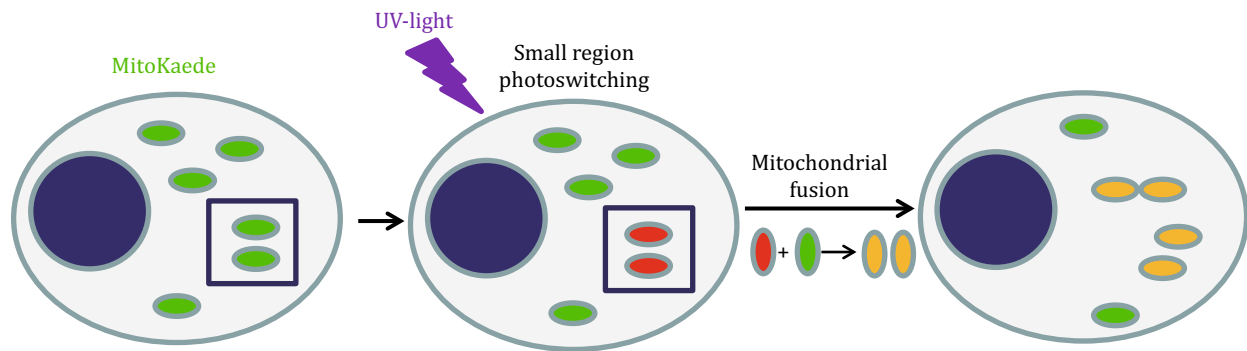 UV-light
MitoKaede
Small region
photoswitching
Mitochondrial
fusion
+